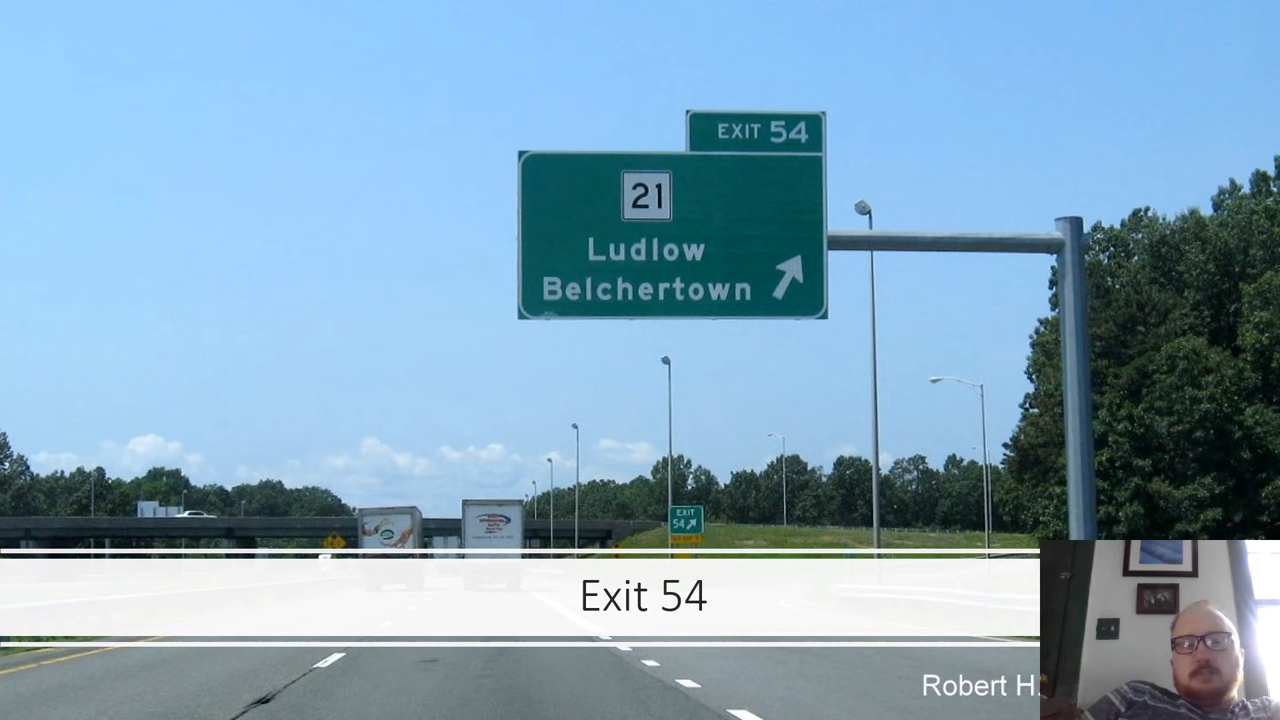 EXIT 54
21
Ludlow
Belchertown
EXIT
54
Exit 54
Robert H.